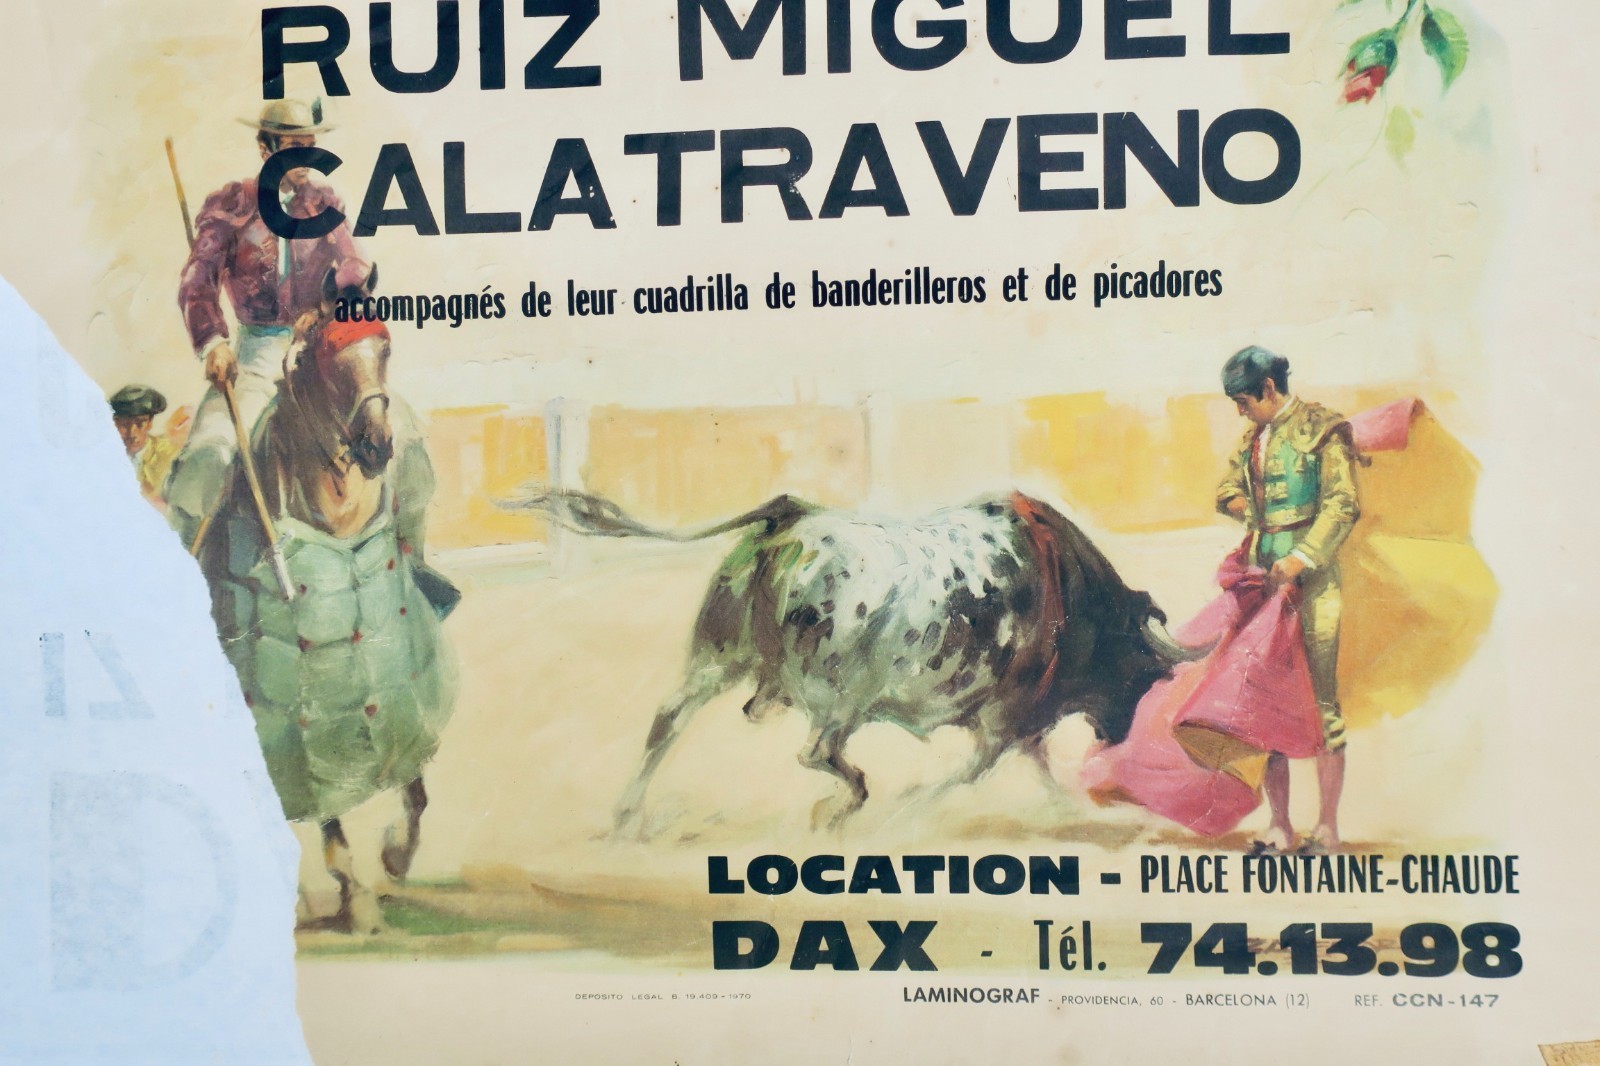 RUIZ MIGUEL
CALATRAVENO
accompagnés de leur cuadrilla de banderilleros et de picadores
LOCATION - PLACE FONTAINE-CHAUDE
DAX - Tél. 74.13.98
DEPOSITO LEGAL B. 19.409-1970
LAMINOGRAF - PROVIDENCIA, 60 - BARCELONA (12) REF. CCN-147